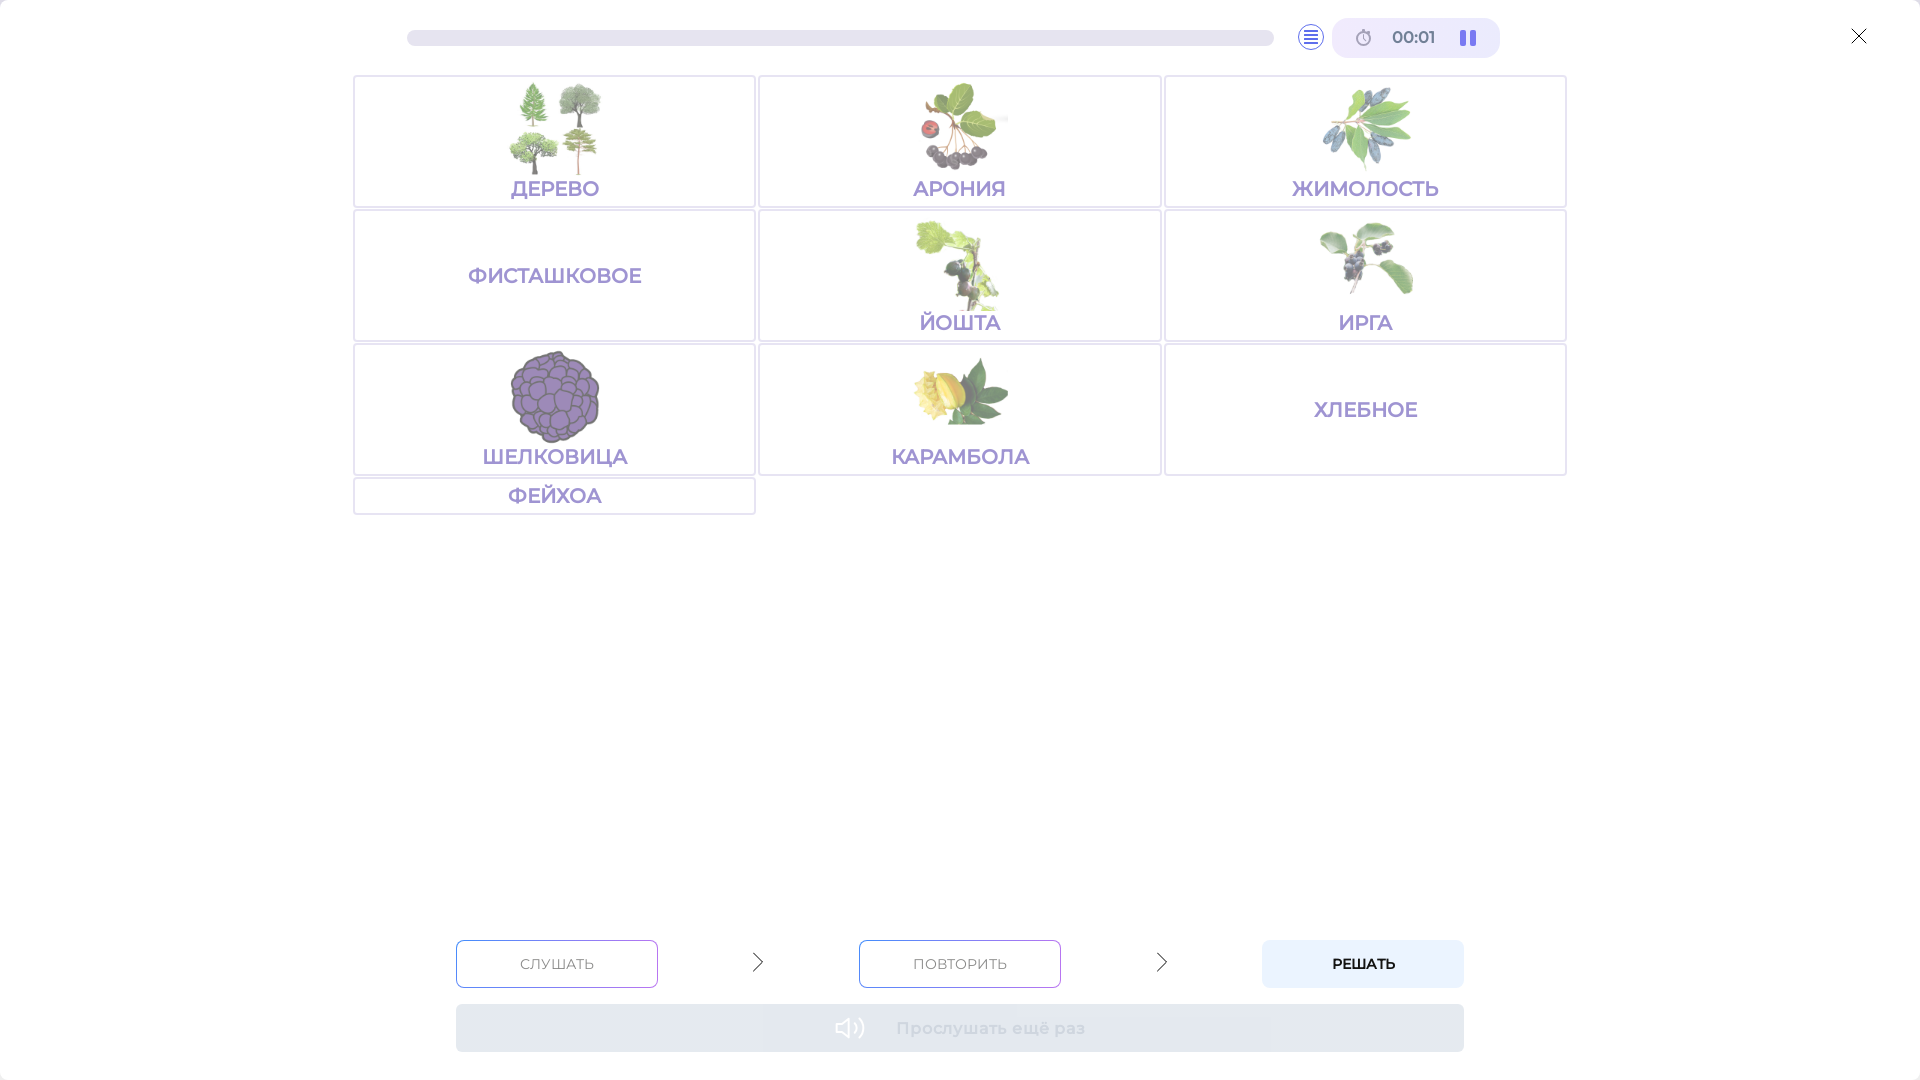 00:01
ДЕРЕВО
АРОНИЯ
ЖИМОЛОСТЬ
ФИСТАШКОВОЕ
ЙОШТА
ИРГА
ШЕЛКОВИЦА
КАРАМБОЛА
ХЛЕБНОЕ
ФЕЙХОА
СЛУШАТЬ
ПОВТОРИТЬ
РЕШАТЬ
Прослушать ещё раз